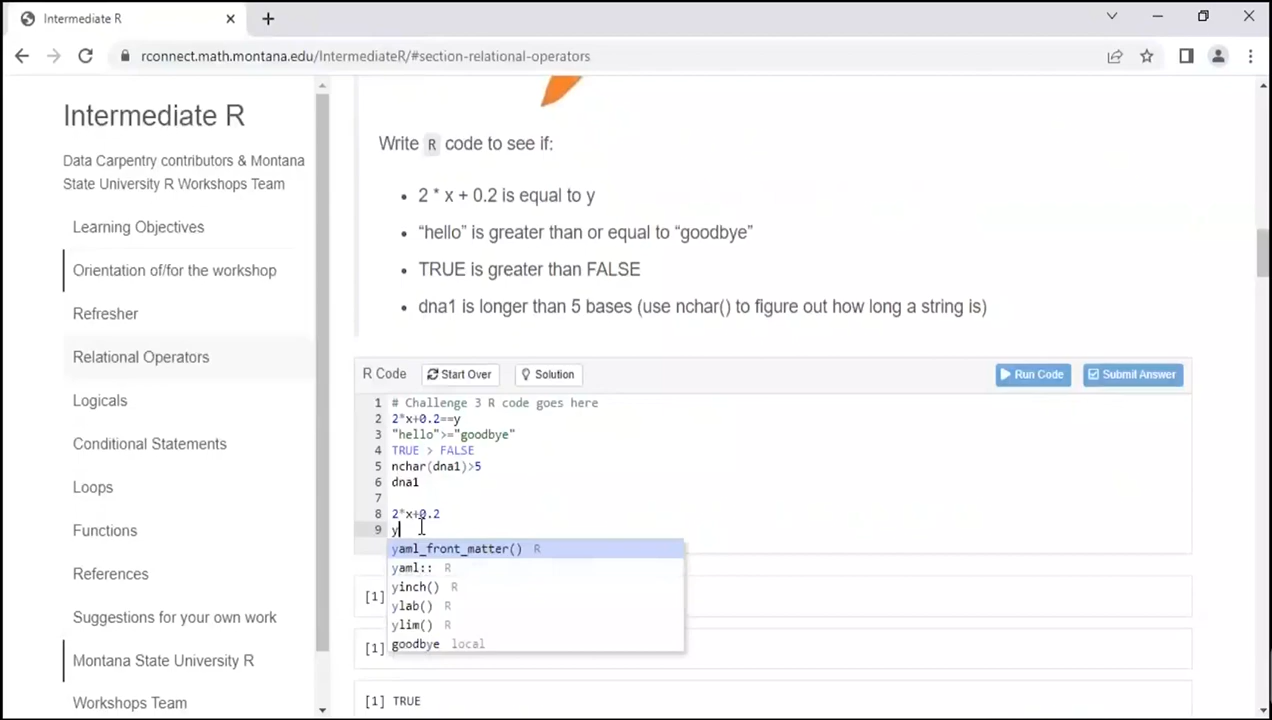 Intermediate R
rconnect.math.montana.edu/IntermediateR/#section-relational-operators
Intermediate R
Data Carpentry contributors & Montana
State University R Workshops Team
Learning Objectives
Orientation of/for the workshop
Refresher
Relational Operators
Logicals
Conditional Statements
Loops
Functions
References
Suggestions for your own work
Montana State University R
Workshops Team
Write R code to see if:
• 2 * x + 0.2 is equal to y
• “hello” is greater than or equal to “goodbye”
• TRUE is greater than FALSE
• dna1 is longer than 5 bases (use nchar() to figure out how long a string is)
R Code Start Over Solution Run Code Submit Answer
1 # Challenge 3 R code goes here
2 2*x+0.2==y
3 "hello">="goodbye"
4 TRUE > FALSE
5 nchar(dna1)>5
6 dna1
7
8 2*x+0.2
9 y
yaml_front_matter() R
yaml:: R
yinch() R
ylab() R
ylim() R
goodbye local
[1]
[1]
[1] TRUE